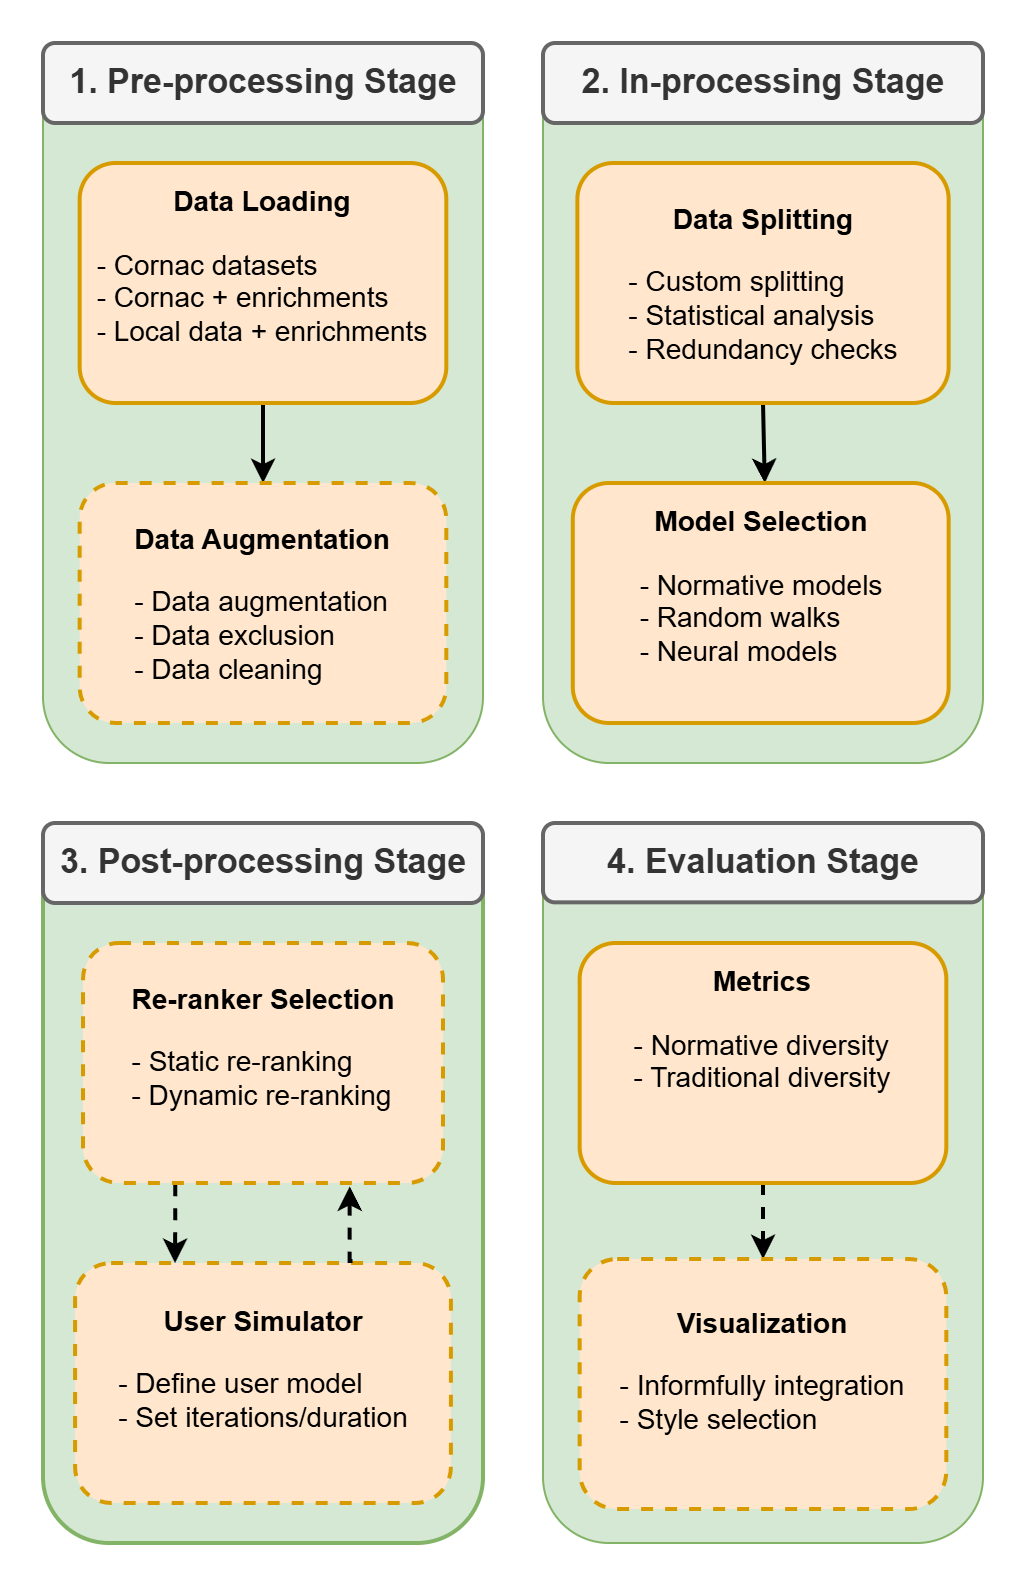 1. Pre-processing Stage
Data Loading
- Cornac datasets
- Cornac + enrichments
- Local data + enrichments
Data Augmentation
- Data augmentation
- Data exclusion
- Data cleaning
2. In-processing Stage
Data Splitting
- Custom splitting
- Statistical analysis
- Redundancy checks
Model Selection
- Normative models
- Random walks
- Neural models
3. Post-processing Stage
Re-ranker Selection
- Static re-ranking
- Dynamic re-ranking
User Simulator
- Define user model
- Set iterations/duration
4. Evaluation Stage
Metrics
- Normative diversity
- Traditional diversity
Visualization
- Informfully integration
- Style selection